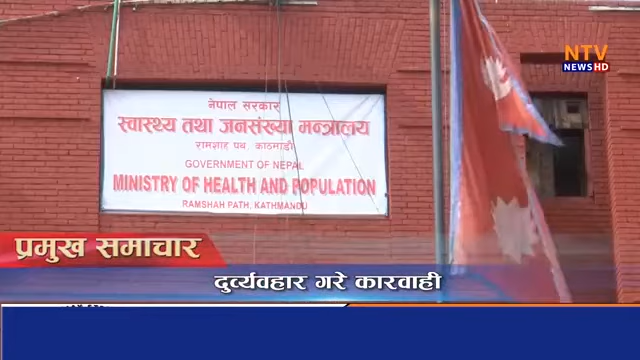 NTV
NEWS HD
नेपाल सरकार
स्वास्थ्य तथा जनसंख्या मन्त्रालय
रामशाह पथ, काठमाडौं
GOVERNMENT OF NEPAL
MINISTRY OF HEALTH AND POPULATION
RAMSHAH PATH, KATHMANDU
प्रमुख समाचार
दुर्व्यवहार गरे कारवाही